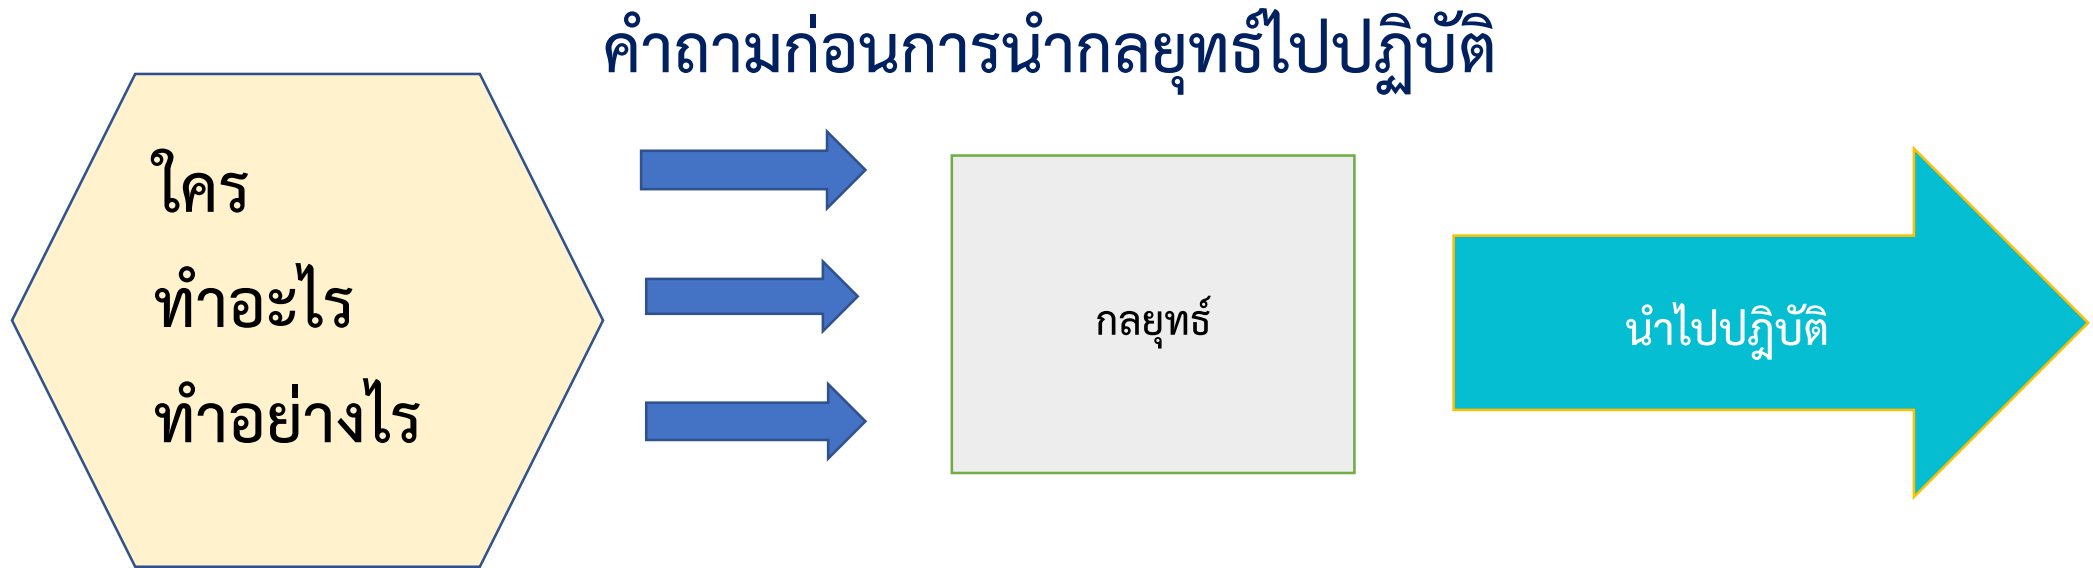 คำถามก่อนการนำกลยุทธ์ไปปฏิบัติ
ใคร
ทำอะไร
ทำอย่างไร
กลยุทธ์
นำไปปฎิบัติ